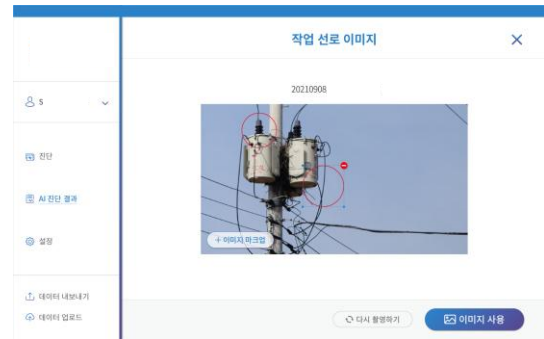 작업 선로 이미지
S
20210908
진단
AI 진단 결과
+ 이미지 마크업
설정
데이터 내보내기
데이터 업로드
다시 촬영하기
이미지 사용